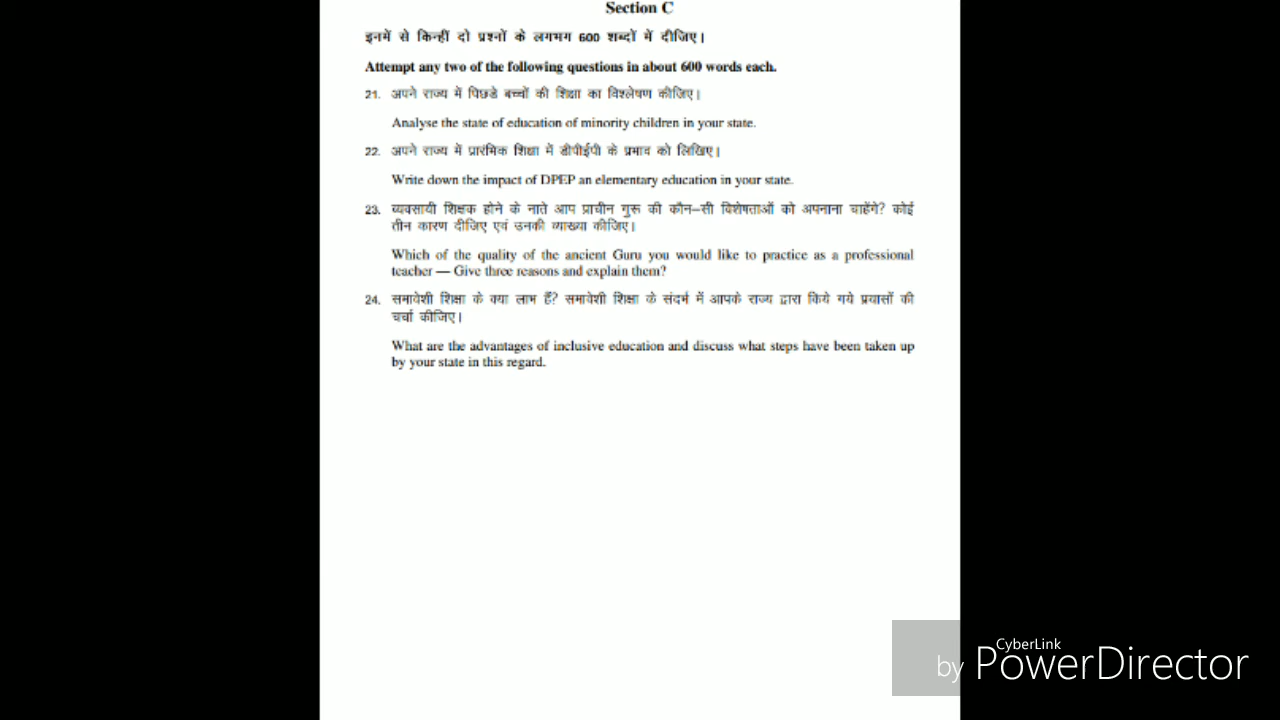 Section C
इनमें से किन्हीं दो प्रश्नों के लगभग 600 शब्दों में दीजिए।
Attempt any two of the following questions in about 600 words each.
21. अपने राज्य में पिछडे बच्चों की शिक्षा का विश्लेषण कीजिए।
Analyse the state of education of minority children in your state.
22. अपने राज्य में प्रारंमिक शिक्षा में डीपीईपी के प्रभाव को लिखिए।
Write down the impact of DPEP an elementary education in your state.
23. व्यवसायी शिक्षक होने के नाते आप प्राचीन गुरू की कौन–सी विशेषताओं को अपनाना चाहेंगे? कोई
तीन कारण दीजिए एवं उनकी व्याख्या कीजिए।
Which of the quality of the ancient Guru you would like to practice as a professional
teacher — Give three reasons and explain them?
24. समावेशी शिक्षा के क्या लाभ हैं? समावेशी शिक्षा के संदर्भ में आपके राज्य द्वारा किये गये प्रयासों की
चर्चा कीजिए।
What are the advantages of inclusive education and discuss what steps have been taken up
by your state in this regard.
CyberLink
by PowerDirector